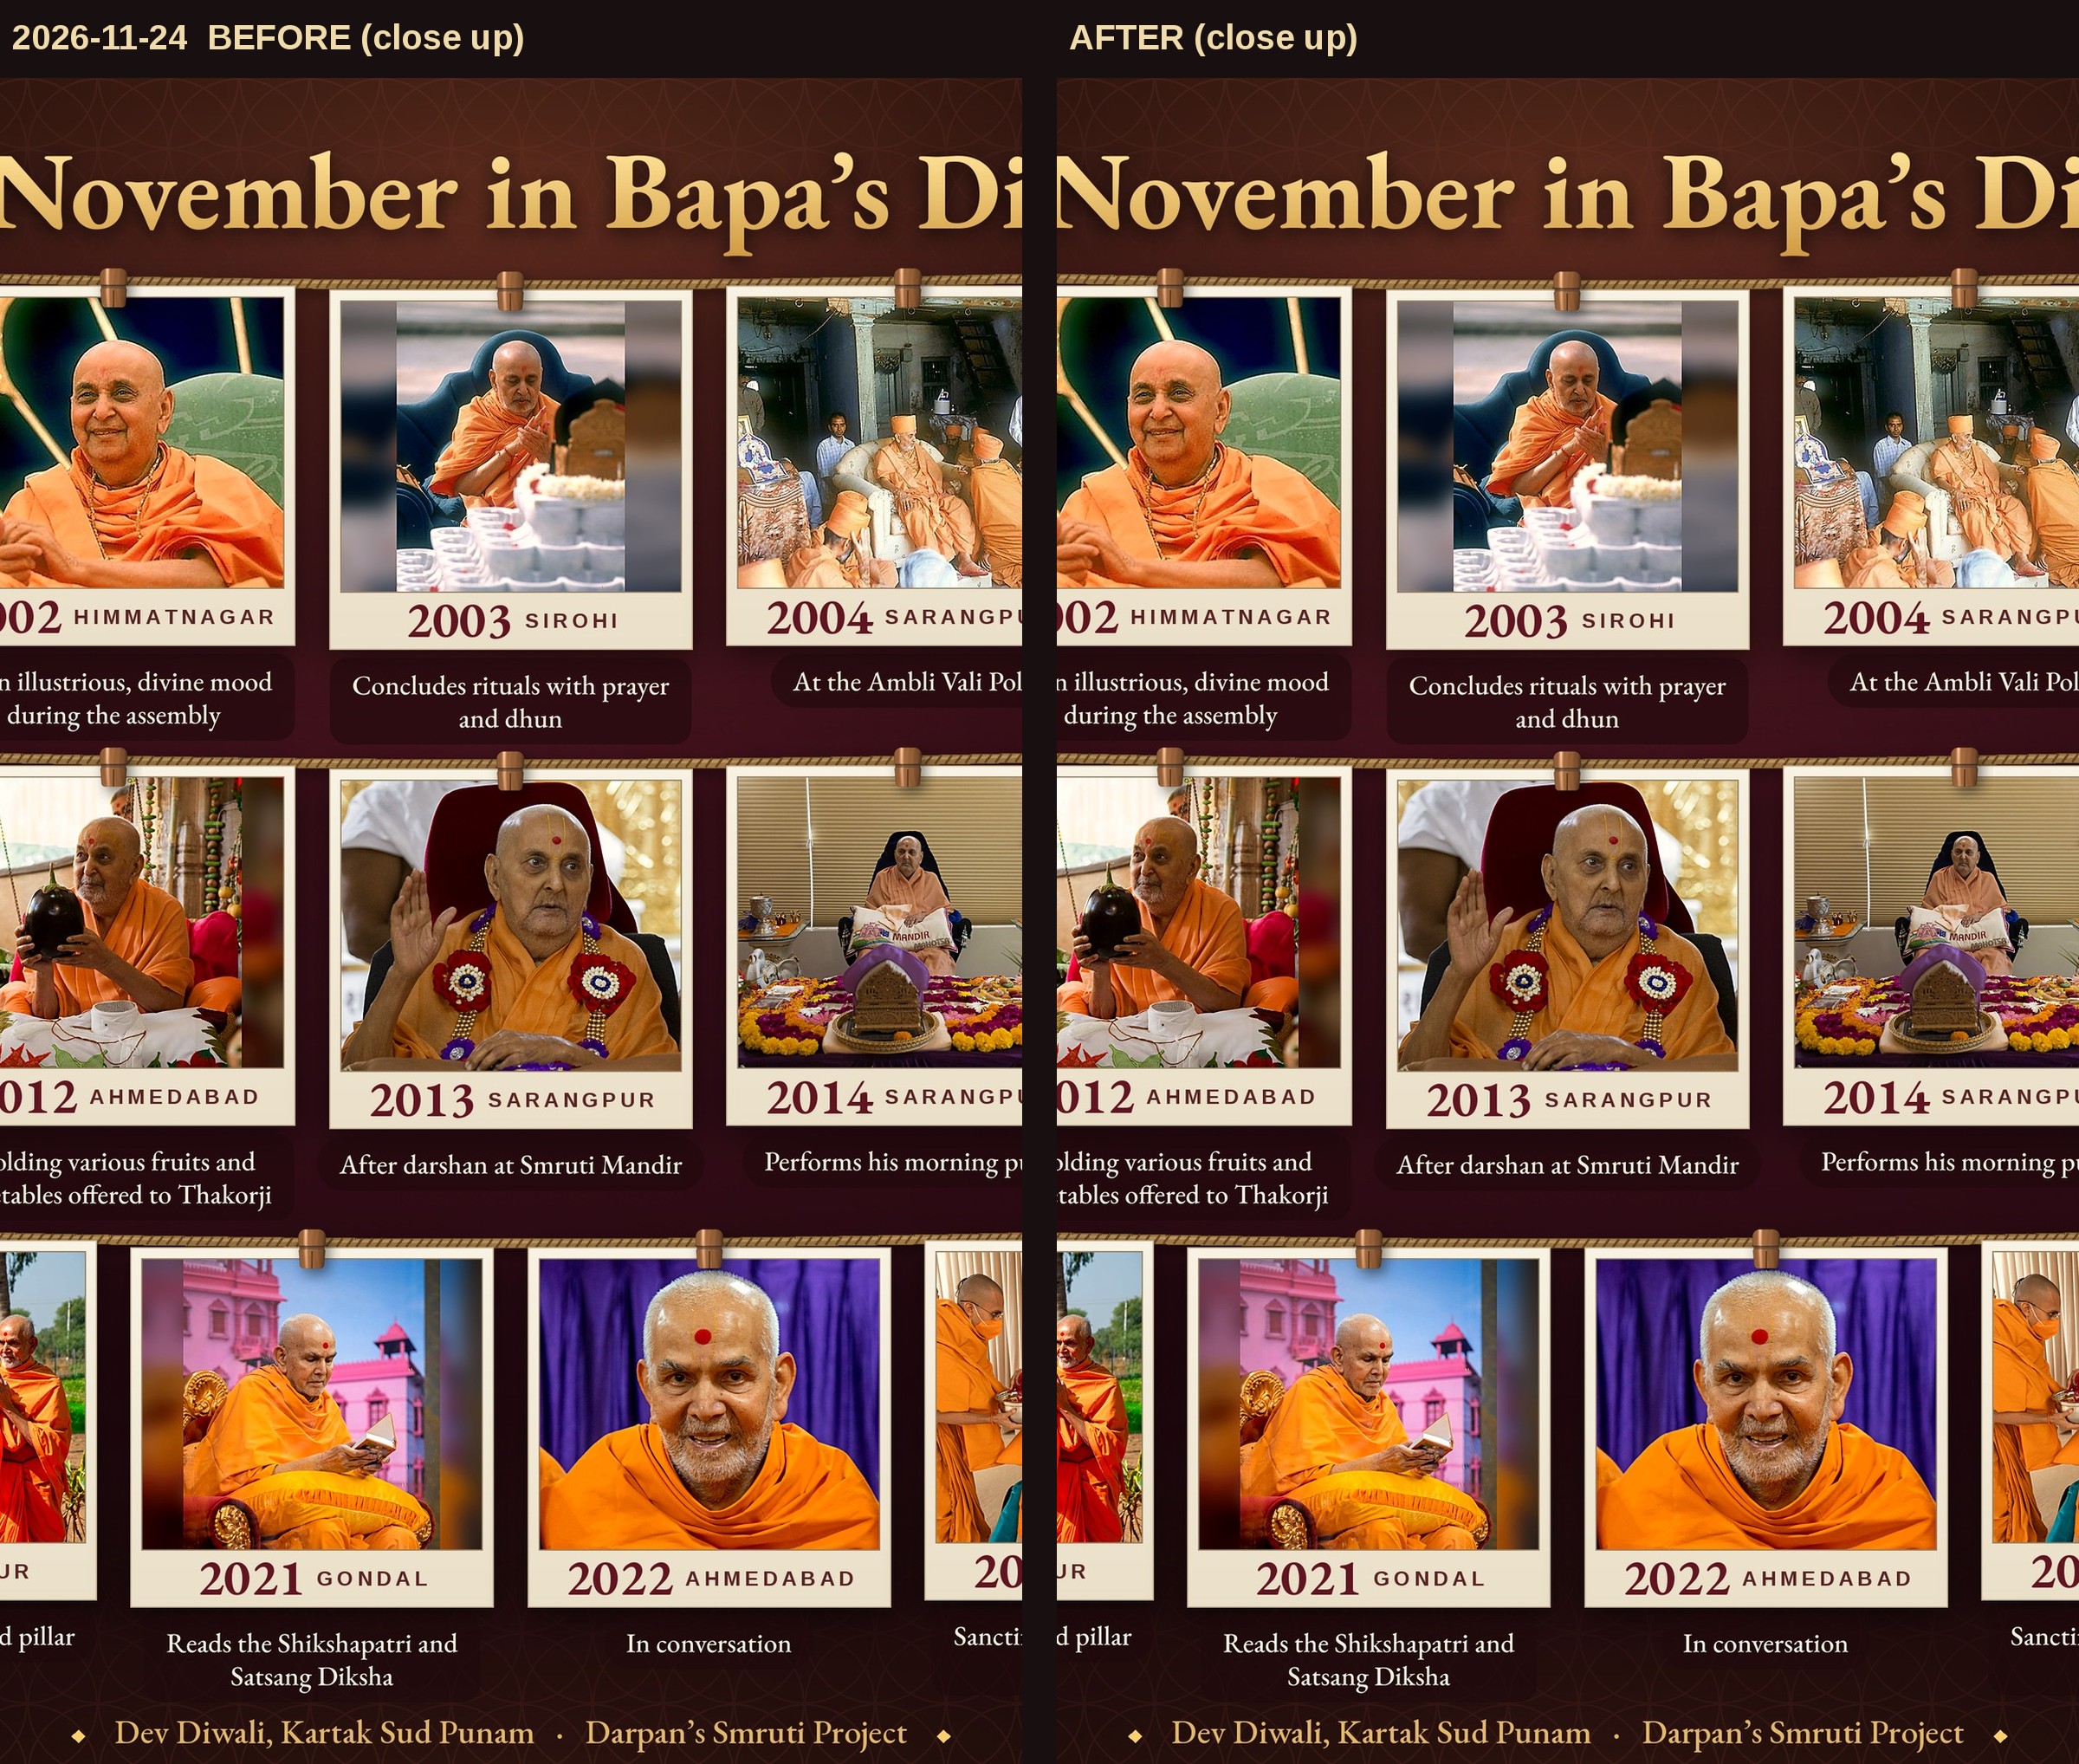 2026-11-24 BEFORE (close up)
November in Bapa's Di
002 HIMMATNAGAR
2003 SIROHI
2004 SARANGPU
n illustrious, divine mood
during the assembly
Concludes rituals with prayer
and dhun
At the Ambli Vali Pol
MANDIR
012 AHMEDABAD
2013 SARANGPUR
2014 SARANGPU
olding various fruits and
etables offered to Thakorji
After darshan at Smruti Mandir
Performs his morning pu
UR
2021 GONDAL
2022 AHMEDABAD
20
d pillar
Reads the Shikshapatri and
Satsang Diksha
In conversation
Sancti
Dev Diwali, Kartak Sud Punam · Darpan's Smruti Project
AFTER (close up)
November in Bapa's Di
002 HIMMATNAGAR
2003 SIROHI
2004 SARANGPU
n illustrious, divine mood
during the assembly
Concludes rituals with prayer
and dhun
At the Ambli Vali Pol
MANDIR
012 AHMEDABAD
2013 SARANGPUR
2014 SARANGPU
olding various fruits and
etables offered to Thakorji
After darshan at Smruti Mandir
Performs his morning pu
UR
2021 GONDAL
2022 AHMEDABAD
20
d pillar
Reads the Shikshapatri and
Satsang Diksha
In conversation
Sancti
Dev Diwali, Kartak Sud Punam · Darpan's Smruti Project